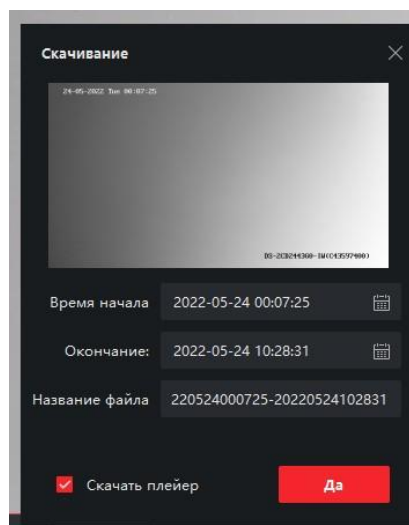 Скачивание
24-05-2022 Tue 00:07:25
Время начала
2022-05-24 00:07:25
Окончание:
2022-05-24 10:28:31
Название файла
220524000725-20220524102831
Скачать плейер
Да